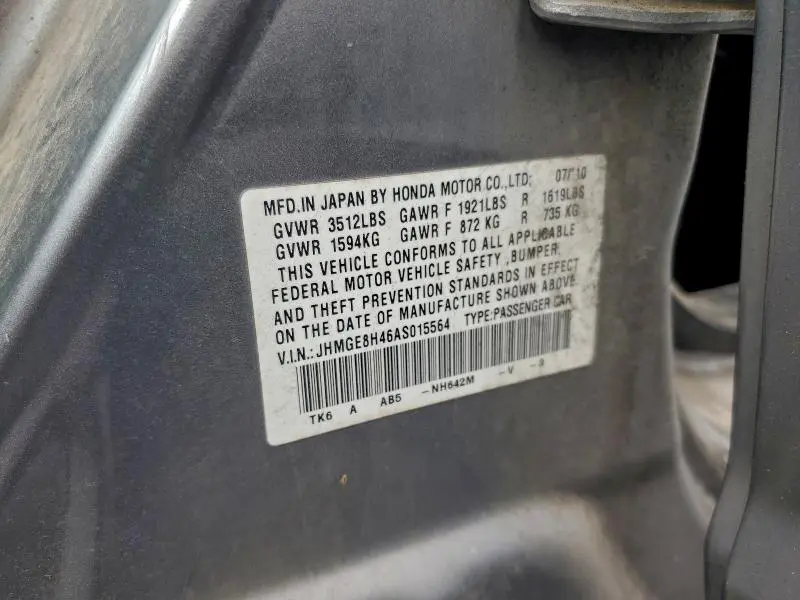 MFD.IN JAPAN BY HONDA MOTOR CO.,LTD; 07/'10
GVWR 3512LBS GAWR F 1921LBS R 1619LBS
GVWR 1594KG GAWR F 872 KG R 735 KG
THIS VEHICLE CONFORMS TO ALL APPLICABLE
FEDERAL MOTOR VEHICLE SAFETY ,BUMPER,
AND THEFT PREVENTION STANDARDS IN EFFECT
ON THE DATE OF MANUFACTURE SHOWN ABOVE.
V.I.N.: JHMGE8H46AS015564 TYPE:PASSENGER CAR
TK6 A AB5 -NH642M -V -3